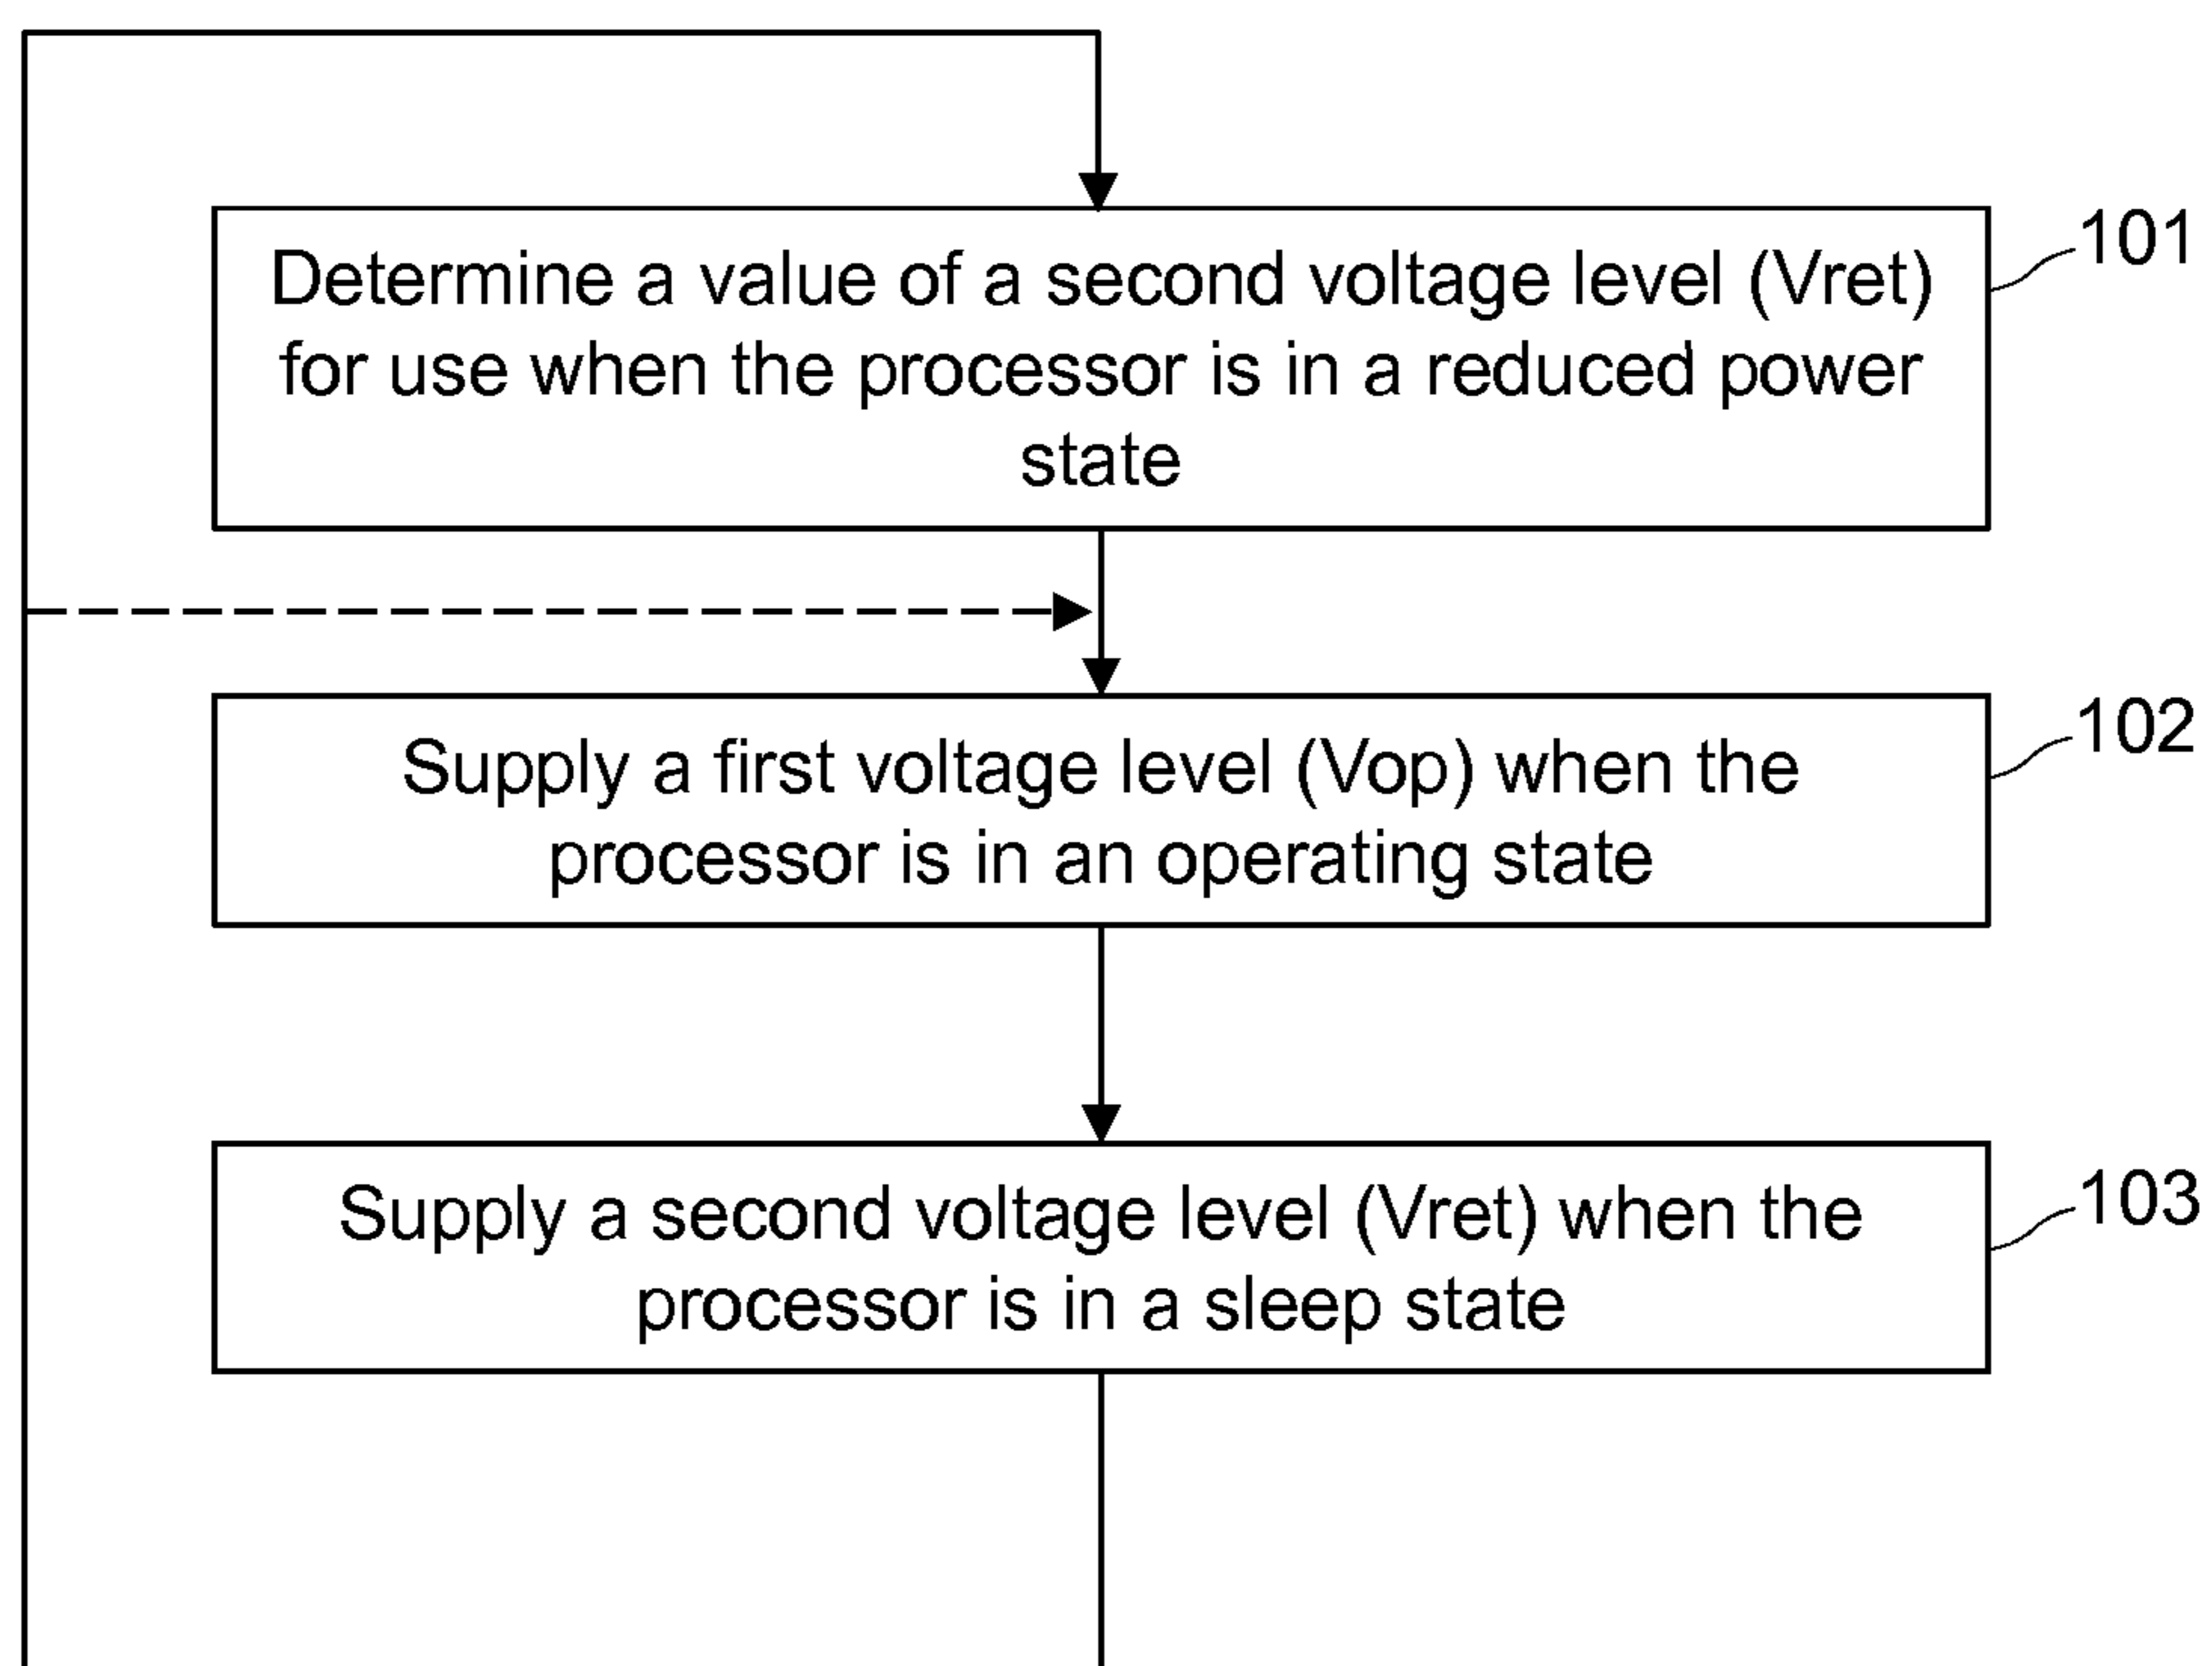 Determine a value of a second voltage level (Vret)
for use when the processor is in a reduced power
state
101
Supply a first voltage level (Vop) when the
processor is in an operating state
102
Supply a second voltage level (Vret) when the
processor is in a sleep state
103